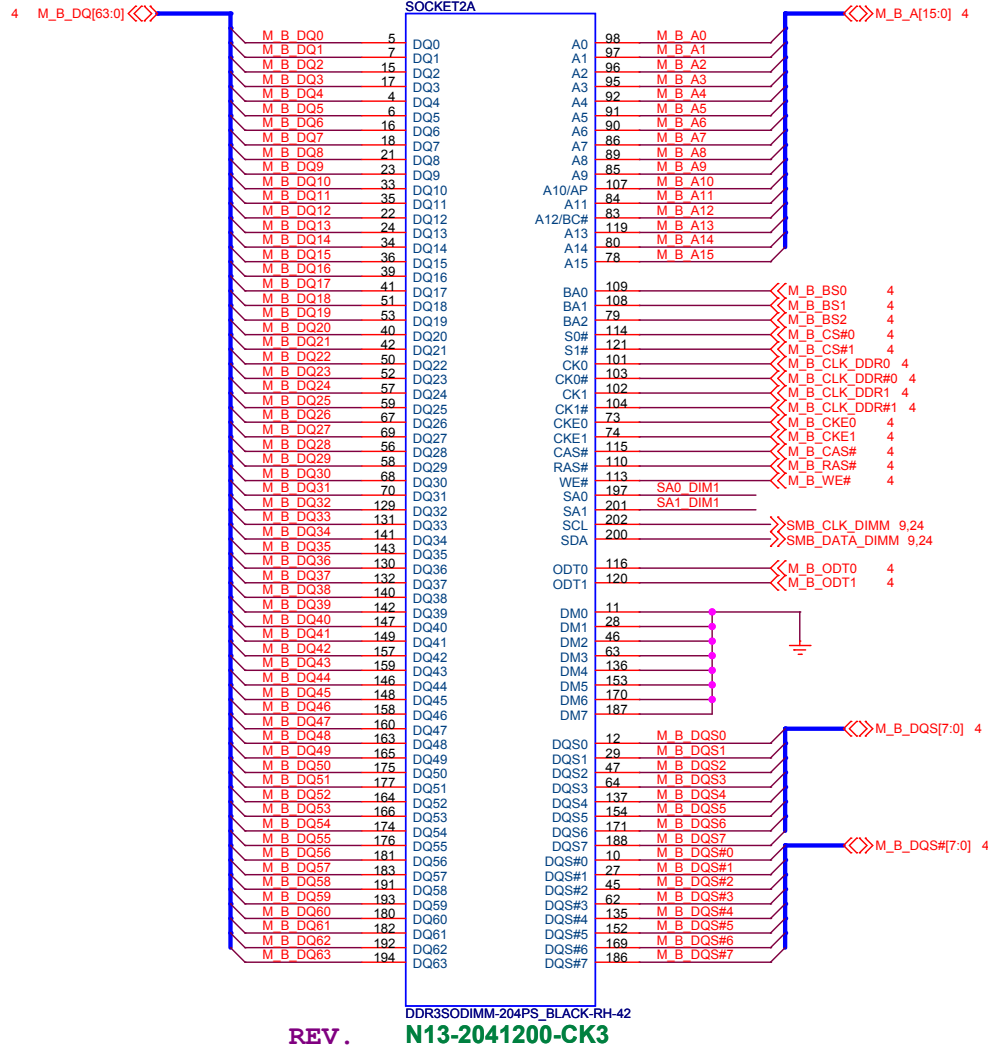 SOCKET2A
4 M_B_DQ[63:0]
M_B_A[15:0] 4
M_B_DQ0 5 DQ0
M_B_DQ1 7 DQ1
M_B_DQ2 15 DQ2
M_B_DQ3 17 DQ3
M_B_DQ4 4 DQ4
M_B_DQ5 6 DQ5
M_B_DQ6 16 DQ6
M_B_DQ7 18 DQ7
M_B_DQ8 21 DQ8
M_B_DQ9 23 DQ9
M_B_DQ10 33 DQ10
M_B_DQ11 35 DQ11
M_B_DQ12 22 DQ12
M_B_DQ13 24 DQ13
M_B_DQ14 34 DQ14
M_B_DQ15 36 DQ15
M_B_DQ16 39 DQ16
M_B_DQ17 41 DQ17
M_B_DQ18 51 DQ18
M_B_DQ19 53 DQ19
M_B_DQ20 40 DQ20
M_B_DQ21 42 DQ21
M_B_DQ22 50 DQ22
M_B_DQ23 52 DQ23
M_B_DQ24 57 DQ24
M_B_DQ25 59 DQ25
M_B_DQ26 67 DQ26
M_B_DQ27 69 DQ27
M_B_DQ28 56 DQ28
M_B_DQ29 58 DQ29
M_B_DQ30 68 DQ30
M_B_DQ31 70 DQ31
M_B_DQ32 129 DQ32
M_B_DQ33 131 DQ33
M_B_DQ34 141 DQ34
M_B_DQ35 143 DQ35
M_B_DQ36 130 DQ36
M_B_DQ37 132 DQ37
M_B_DQ38 140 DQ38
M_B_DQ39 142 DQ39
M_B_DQ40 147 DQ40
M_B_DQ41 149 DQ41
M_B_DQ42 157 DQ42
M_B_DQ43 159 DQ43
M_B_DQ44 146 DQ44
M_B_DQ45 148 DQ45
M_B_DQ46 158 DQ46
M_B_DQ47 160 DQ47
M_B_DQ48 163 DQ48
M_B_DQ49 165 DQ49
M_B_DQ50 175 DQ50
M_B_DQ51 177 DQ51
M_B_DQ52 164 DQ52
M_B_DQ53 166 DQ53
M_B_DQ54 174 DQ54
M_B_DQ55 176 DQ55
M_B_DQ56 181 DQ56
M_B_DQ57 183 DQ57
M_B_DQ58 191 DQ58
M_B_DQ59 193 DQ59
M_B_DQ60 180 DQ60
M_B_DQ61 182 DQ61
M_B_DQ62 192 DQ62
M_B_DQ63 194 DQ63
A0 98 M_B_A0
A1 97 M_B_A1
A2 96 M_B_A2
A3 95 M_B_A3
A4 92 M_B_A4
A5 91 M_B_A5
A6 90 M_B_A6
A7 86 M_B_A7
A8 89 M_B_A8
A9 85 M_B_A9
A10/AP 107 M_B_A10
A11 84 M_B_A11
A12/BC# 83 M_B_A12
A13 119 M_B_A13
A14 80 M_B_A14
A15 78 M_B_A15
BA0 109 M_B_BS0 4
BA1 108 M_B_BS1 4
BA2 79 M_B_BS2 4
S0# 114 M_B_CS#0 4
S1# 121 M_B_CS#1 4
CK0 101 M_B_CLK_DDR0 4
CK0# 103 M_B_CLK_DDR#0 4
CK1 102 M_B_CLK_DDR1 4
CK1# 104 M_B_CLK_DDR#1 4
CKE0 73 M_B_CKE0 4
CKE1 74 M_B_CKE1 4
CAS# 115 M_B_CAS# 4
RAS# 110 M_B_RAS# 4
WE# 113 M_B_WE# 4
SA0 197 SA0_DIM1
SA1 201 SA1_DIM1
SCL 202 SMB_CLK_DIMM 9,24
SDA 200 SMB_DATA_DIMM 9,24
ODT0 116 M_B_ODT0 4
ODT1 120 M_B_ODT1 4
DM0 11
DM1 28
DM2 46
DM3 63
DM4 136
DM5 153
DM6 170
DM7 187
M_B_DQS[7:0] 4
DQS0 12 M_B_DQS0
DQS1 29 M_B_DQS1
DQS2 47 M_B_DQS2
DQS3 64 M_B_DQS3
DQS4 137 M_B_DQS4
DQS5 154 M_B_DQS5
DQS6 171 M_B_DQS6
DQS7 188 M_B_DQS7
M_B_DQS#[7:0] 4
DQS#0 10 M_B_DQS#0
DQS#1 27 M_B_DQS#1
DQS#2 45 M_B_DQS#2
DQS#3 62 M_B_DQS#3
DQS#4 135 M_B_DQS#4
DQS#5 152 M_B_DQS#5
DQS#6 169 M_B_DQS#6
DQS#7 186 M_B_DQS#7
DDR3SODIMM-204PS_BLACK-RH-42
REV. N13-2041200-CK3